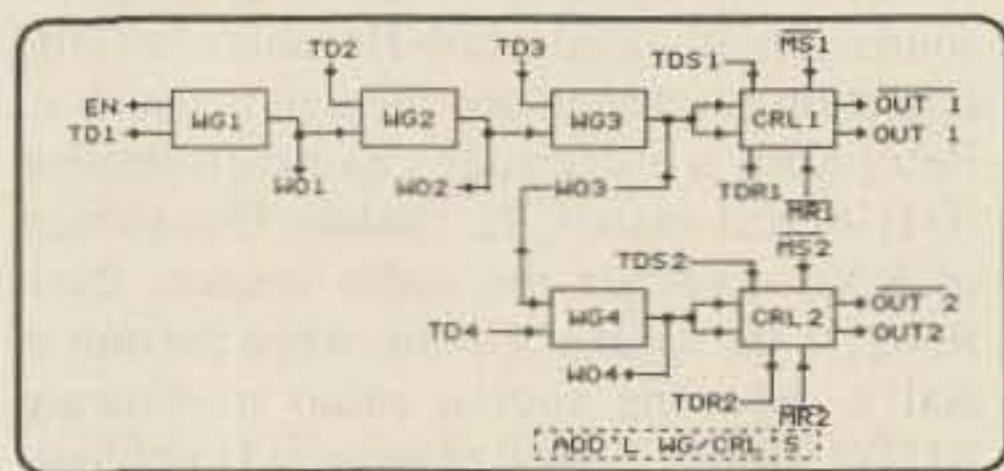 TD2
TD3
TDS1
MS1
EN
TD1
WG1
WG2
WG3
CRL1
OUT 1
OUT 1
WO1
WO2
WO3
TDR1
MR1
MS2
TDS2
TD4
WG4
CRL2
OUT 2
OUT2
WO4
TDR2
MR2
ADD'L WG/CRL'S